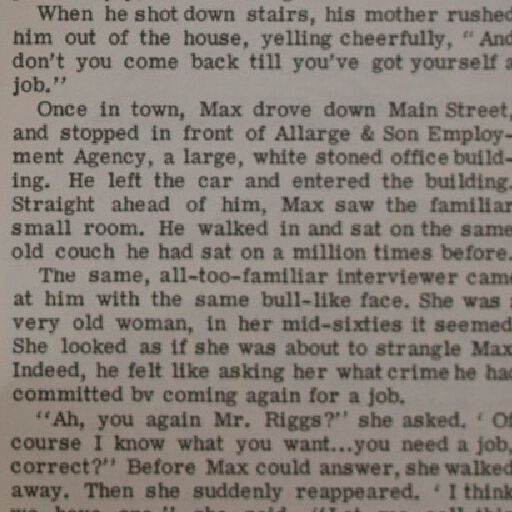 When he shot down stairs, his mother rushed
him out of the house, yelling cheerfully, "And
don't you come back till you've got yourself a
job."
Once in town, Max drove down Main Street,
and stopped in front of Allarge & Son Employ-
ment Agency, a large, white stoned office build-
ing. He left the car and entered the building.
Straight ahead of him, Max saw the familiar
small room. He walked in and sat on the same
old couch he had sat on a million times before.
The same, all-too-familiar interviewer came
at him with the same bull-like face. She was
very old woman, in her mid-sixties it seemed
She looked as if she was about to strangle Max
Indeed, he felt like asking her what crime he had
committed by coming again for a job.
"Ah, you again Mr. Riggs?" she asked. ' Of
course I know what you want...you need a job,
correct?" Before Max could answer, she walked
away. Then she suddenly reappeared. ' I think